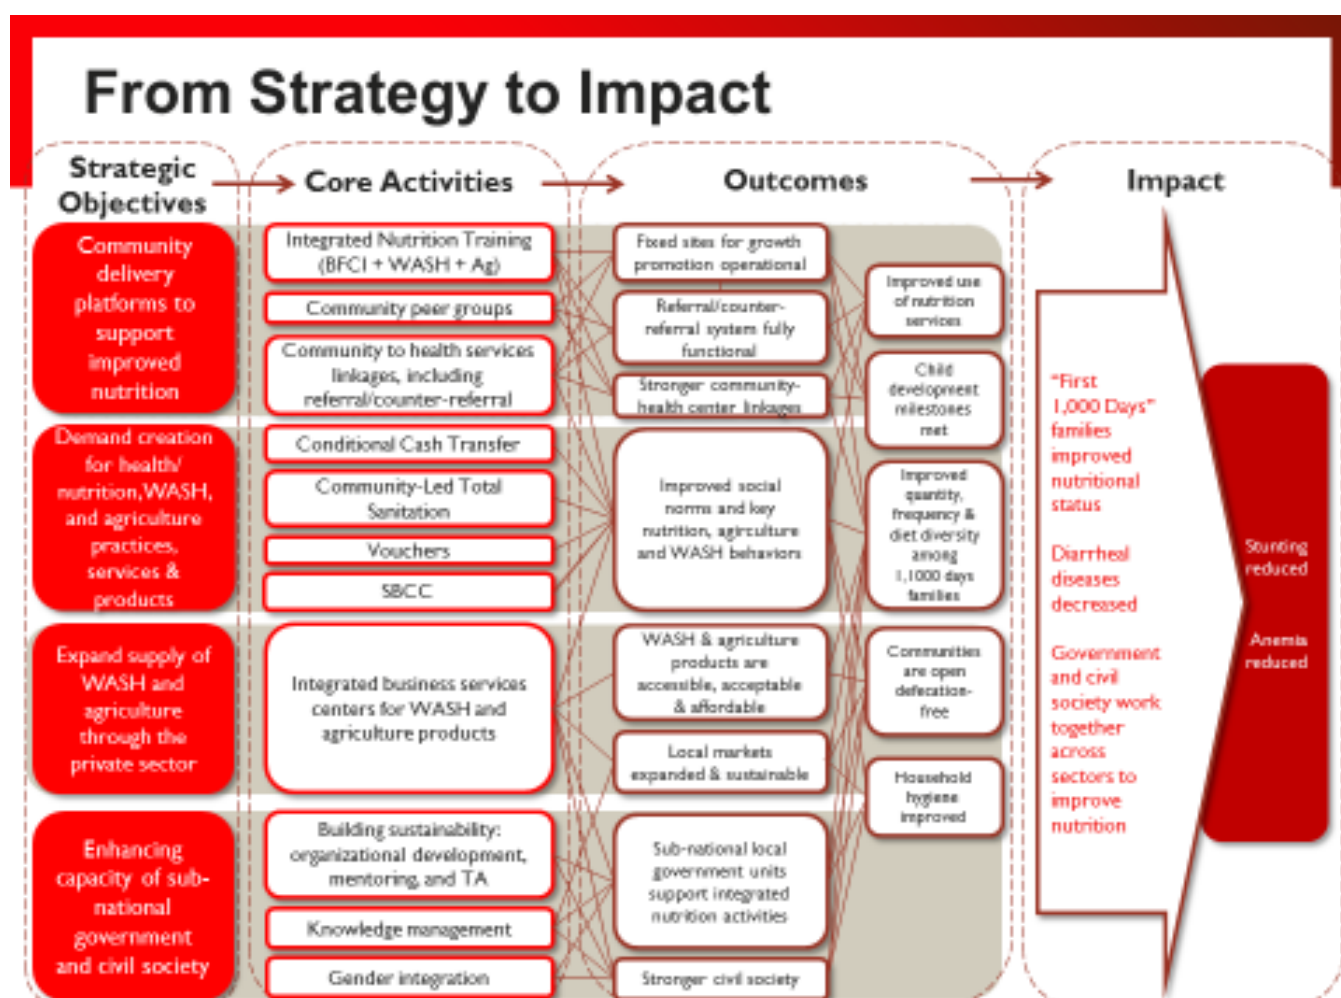 From Strategy to Impact
Strategic
Objectives
Core Activities
Outcomes
Impact
Community
delivery
platforms to
support
improved
nutrition
Demand creation
for health/
nutrition, WASH,
and agriculture
practices,
services &
products
Expand supply of
WASH and
agriculture
through the
private sector
Enhancing
capacity of sub-
national
government
and civil society
Integrated Nutrition Training
(BFCI + WASH + Ag)
Community peer groups
Community to health services
linkages, including
referral/counter-referral
Conditional Cash Transfer
Community-Led Total
Sanitation
Vouchers
SBCC
Integrated business services
centers for WASH and
agriculture products
Building sustainability:
organizational development,
mentoring, and TA
Knowledge management
Gender integration
Fixed sites for growth
promotion operational
Referral/counter-
referral system fully
functional
Stronger community-
health center linkages
Improved social
norms and key
nutrition, agirculture
and WASH behaviors
WASH & agriculture
products are
accessible, acceptable
& affordable
Local markets
expanded & sustainable
Sub-national local
government units
support integrated
nutrition activities
Stronger civil society
Improved use
of nutrition
services
Child
development
milestones
met
Improved
quantity,
frequency &
diet diversity
among
1,1000 days
families
Communities
are open
defecation-
free
Household
hygiene
improved
"First
1,000 Days"
families
improved
nutritional
status
Diarrheal
diseases
decreased
Government
and civil
society work
together
across
sectors to
improve
nutrition
Stunting
reduced
Anemia
reduced